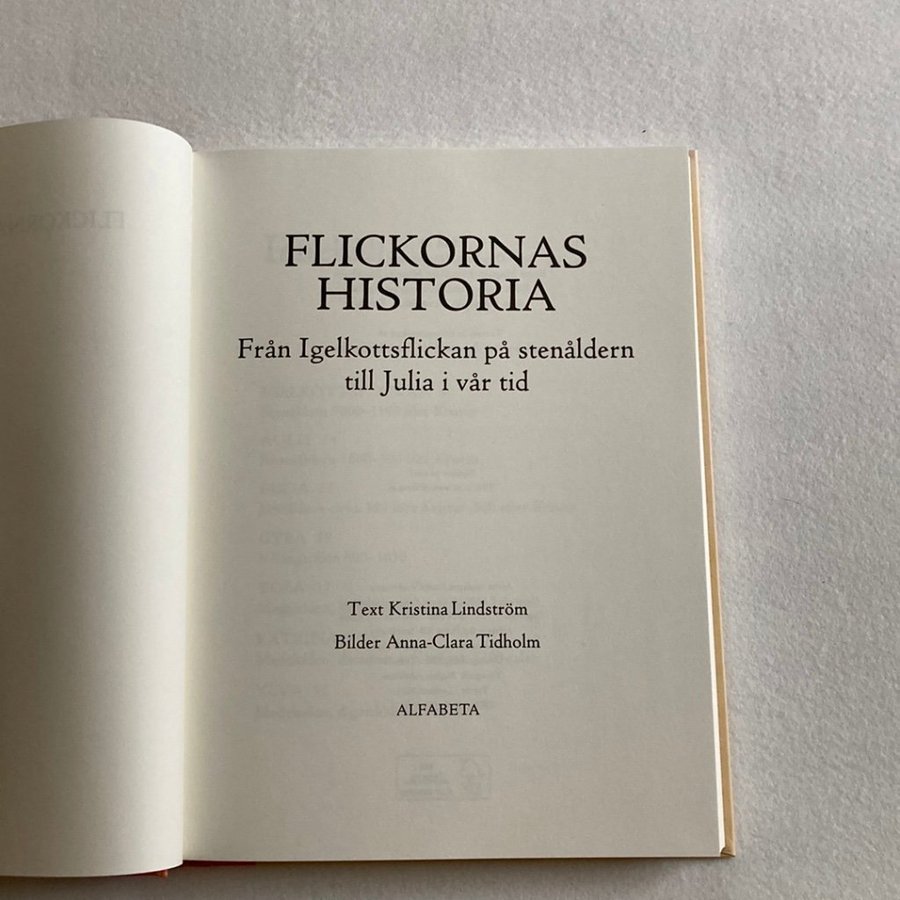 FLICKORNAS
HISTORIA
Från Igelkottsflickan på stenåldern
till Julia i vår tid
Text Kristina Lindström
Bilder Anna-Clara Tidholm
ALFABETA